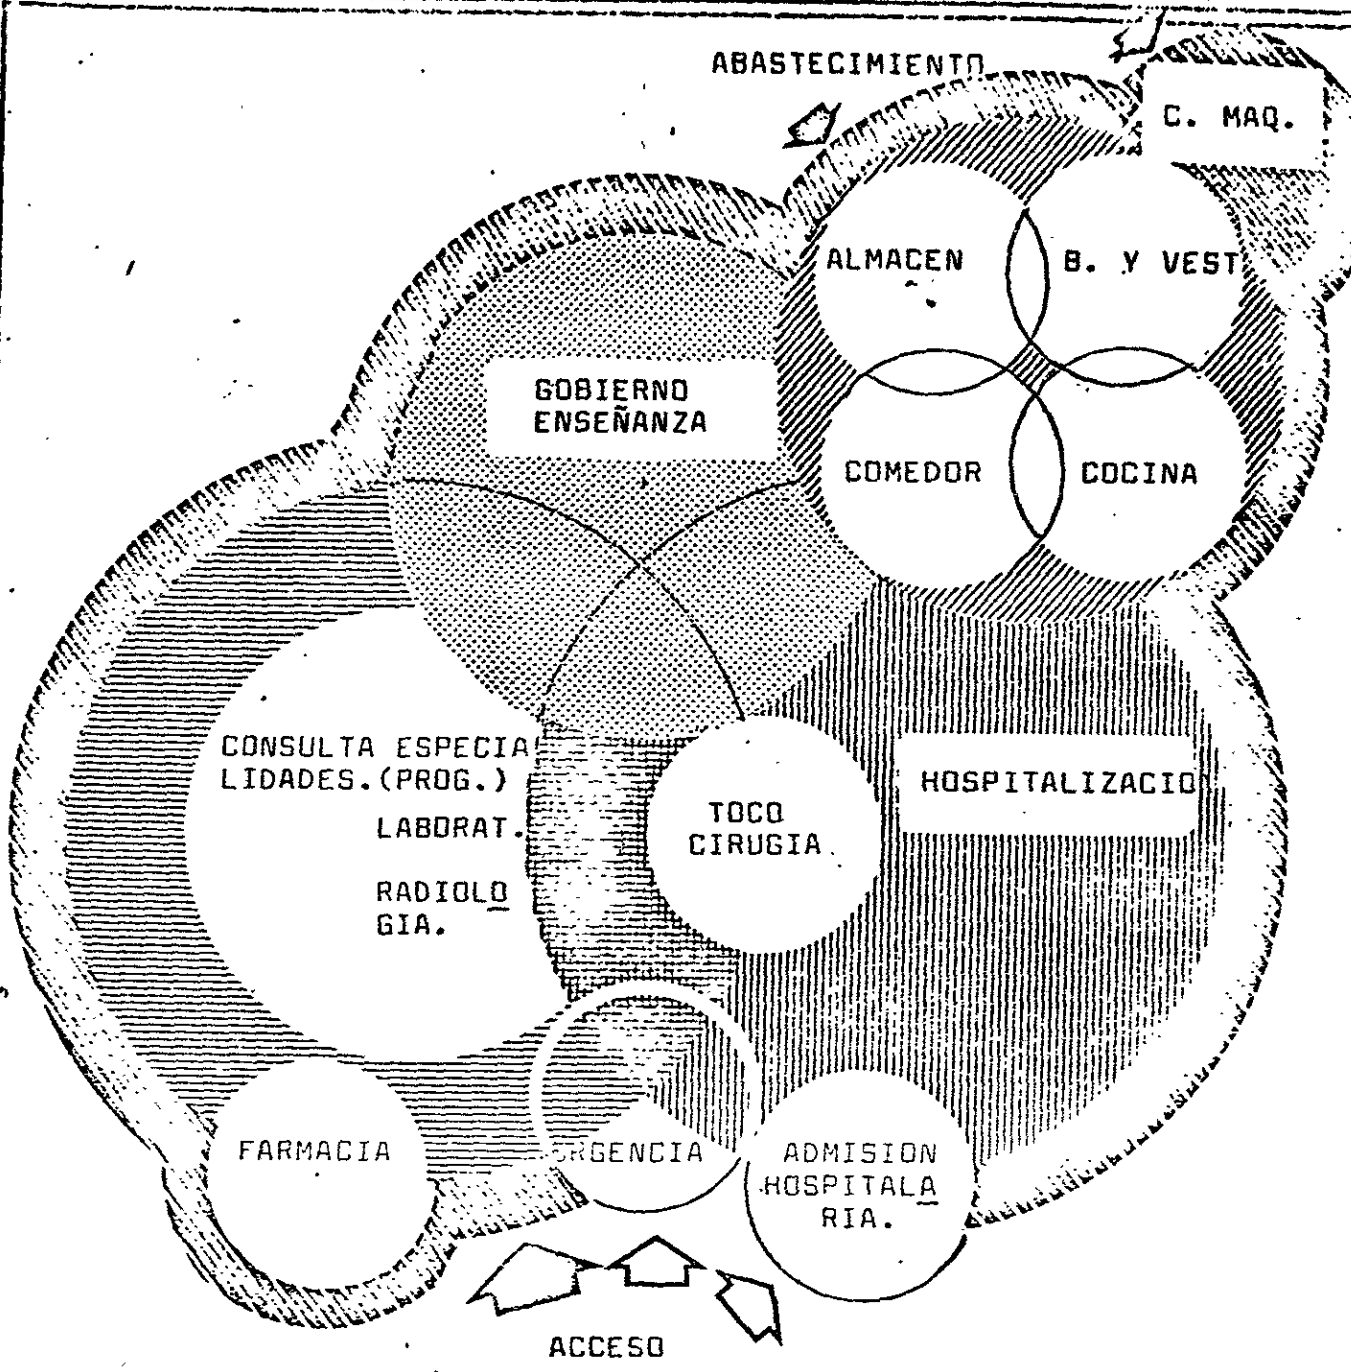 ABASTECIMIENTO
C. MAQ.
ALMACEN
B. Y VEST
GOBIERNO
ENSEÑANZA
COMEDOR
COCINA
CONSULTA ESPECIA
LIDADES.(PROG.)
LABORAT.
RADIOLO
GIA.
TOCO
CIRUGIA
HOSPITALIZACIO
FARMACIA
URGENCIA
ADMISION
HOSPITALA
RIA.
ACCESO